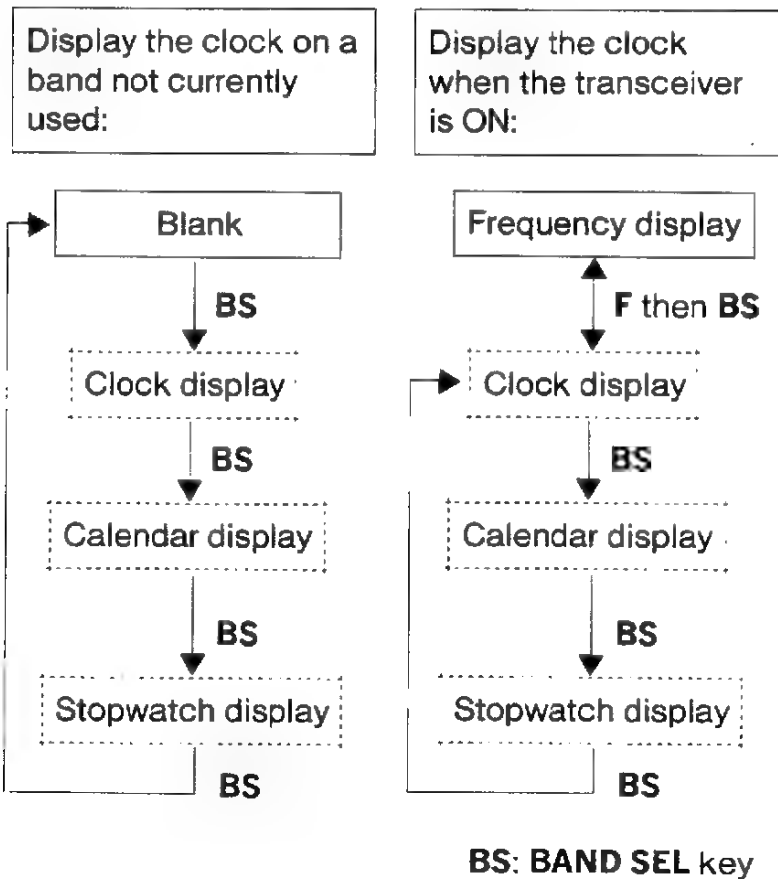 Display the clock on a
band not currently
used:
Blank
BS
Clock display
BS
Calendar display
BS
Stopwatch display
BS
Display the clock
when the transceiver
is ON:
Frequency display
F then BS
Clock display
BS
Calendar display
BS
Stopwatch display
BS
BS: BAND SEL key